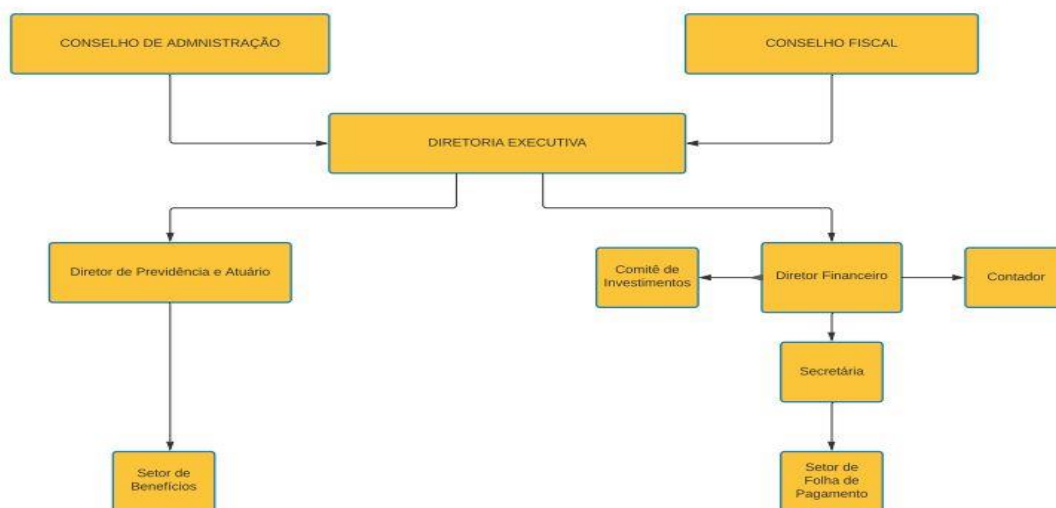 CONSELHO DE ADMNISTRAÇÃO
CONSELHO FISCAL
DIRETORIA EXECUTIVA
Diretor de Previdência e Atuário
Comitê de
Investimentos
Diretor Financeiro
Contador
Secretária
Setor de
Benefícios
Setor de
Folha de
Pagamento